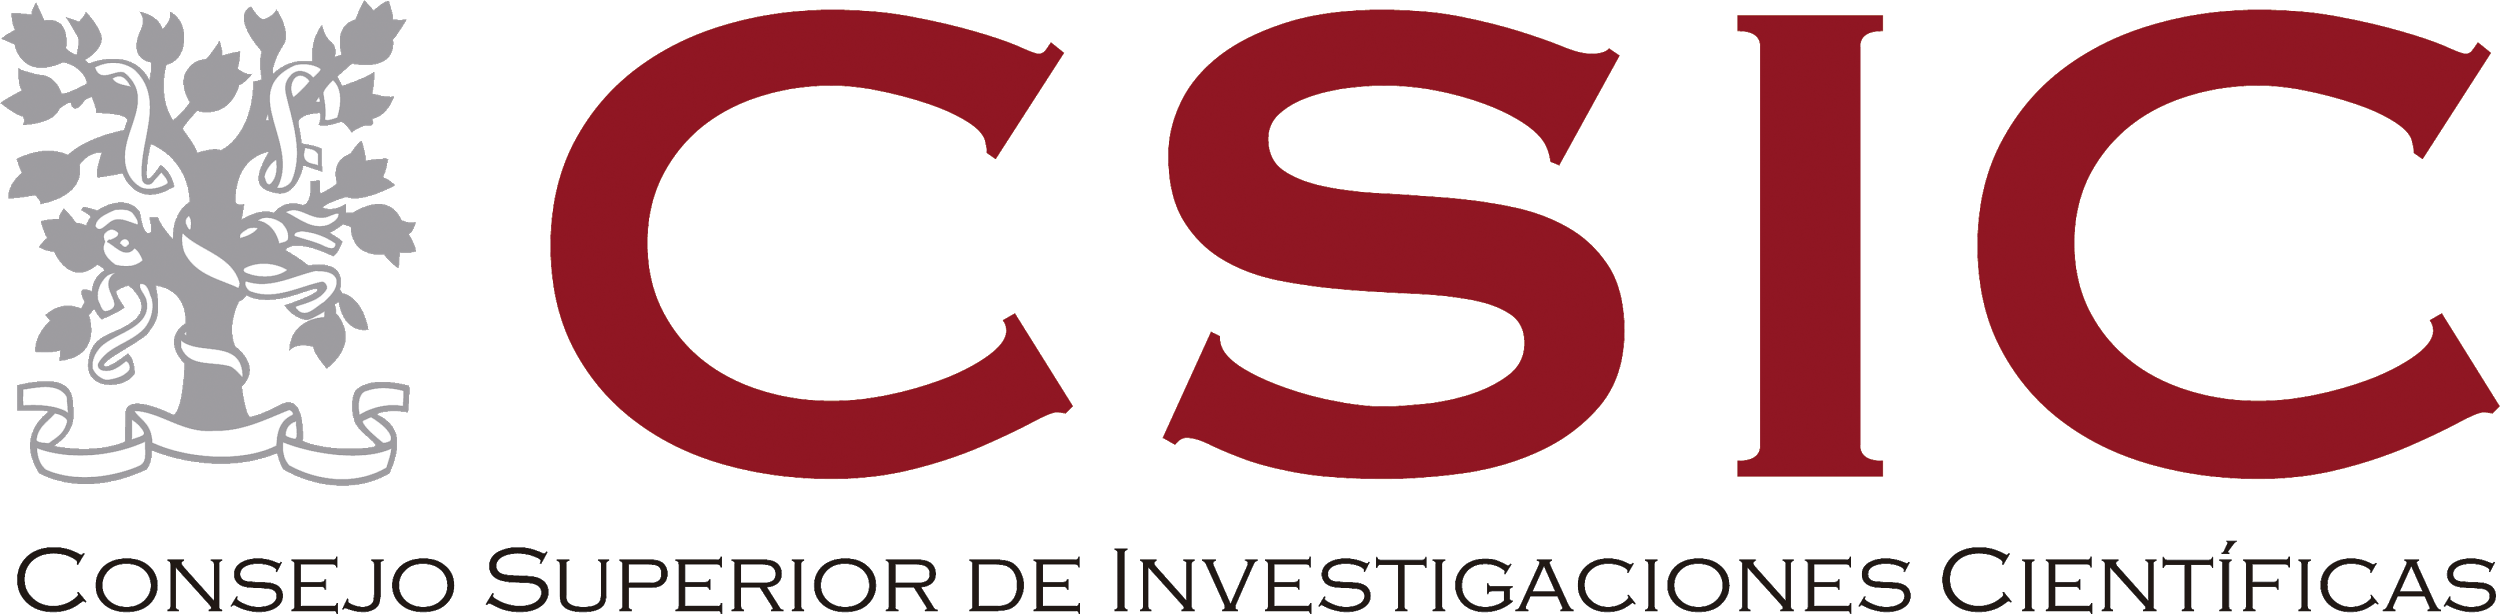 CSIC
CONSEJO SUPERIOR DE INVESTIGACIONES CIENTÍFICAS